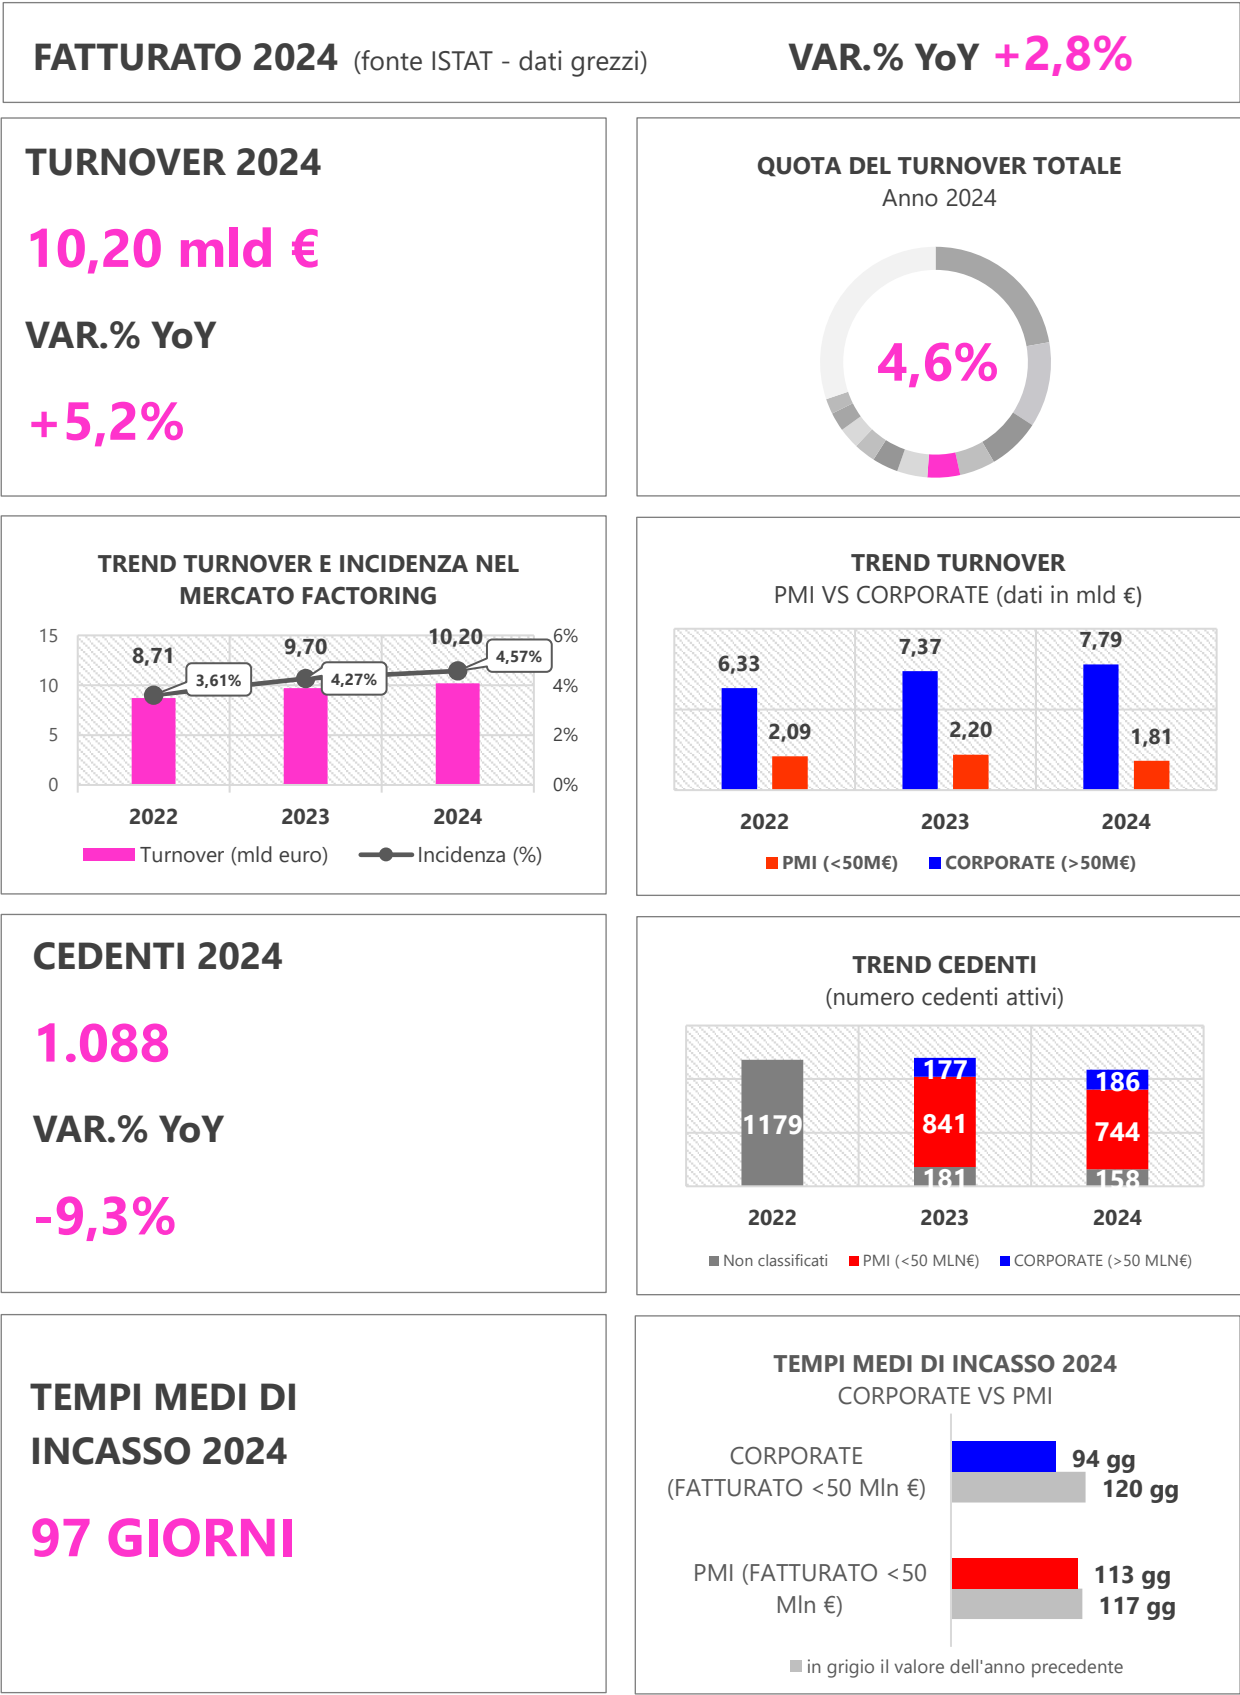 FATTURATO 2024 (fonte ISTAT - dati grezzi) VAR.% YoY +2,8%
TURNOVER 2024
10,20 mld €
VAR.% YoY
+5,2%
QUOTA DEL TURNOVER TOTALE
Anno 2024
4,6%
TREND TURNOVER E INCIDENZA NEL
MERCATO FACTORING
15
10
5
0
8,71
9,70
10,20
3,61%
4,27%
4,57%
6%
4%
2%
0%
2022 2023 2024
Turnover (mld euro) Incidenza (%)
TREND TURNOVER
PMI VS CORPORATE (dati in mld €)
6,33
2,09
7,37
2,20
7,79
1,81
2022 2023 2024
PMI (<50M€) CORPORATE (>50M€)
CEDENTI 2024
1.088
VAR.% YoY
-9,3%
TREND CEDENTI
(numero cedenti attivi)
1179
177
841
181
186
744
158
2022 2023 2024
Non classificati PMI (<50 MLN€) CORPORATE (>50 MLN€)
TEMPI MEDI DI
INCASSO 2024
97 GIORNI
TEMPI MEDI DI INCASSO 2024
CORPORATE VS PMI
CORPORATE
(FATTURATO <50 Mln €)
94 gg
120 gg
PMI (FATTURATO <50
Mln €)
113 gg
117 gg
in grigio il valore dell'anno precedente